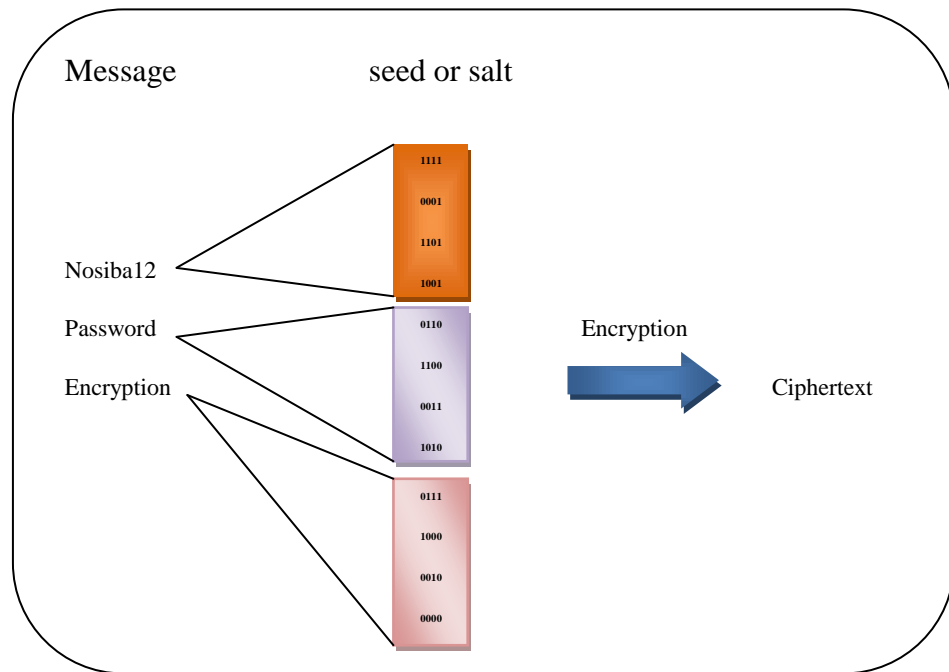 Message seed or salt
1111
0001
1101
1001
Nosiba12
Password
Encryption
0110
1100
0011
1010
0111
1000
0010
0000
Encryption
Ciphertext